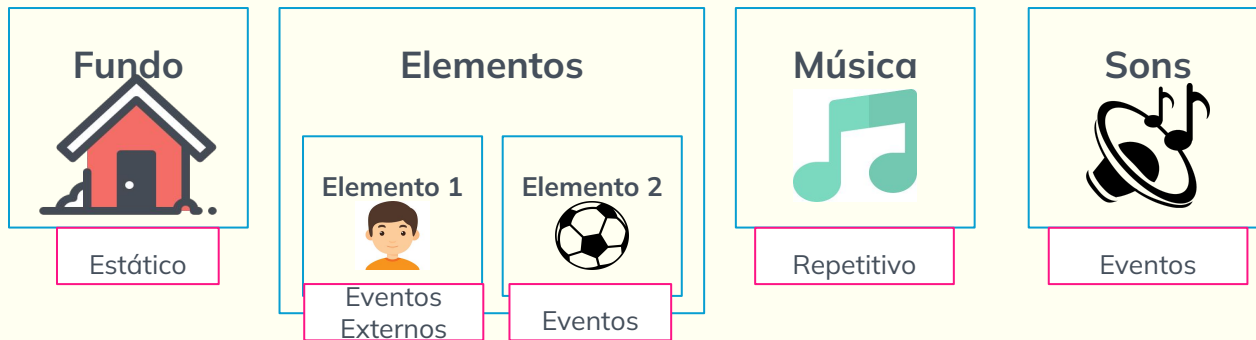 Fundo
Estático
Elementos
Elemento 1
Eventos
Externos
Elemento 2
Eventos
Música
Repetitivo
Sons
Eventos